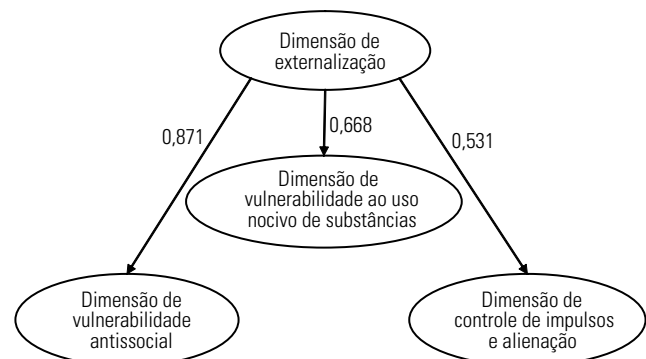 Dimensão de
externalização
0,871
0,668
0,531
Dimensão de
vulnerabilidade ao uso
nocivo de substâncias
Dimensão de
vulnerabilidade
antissocial
Dimensão de
controle de impulsos
e alienação